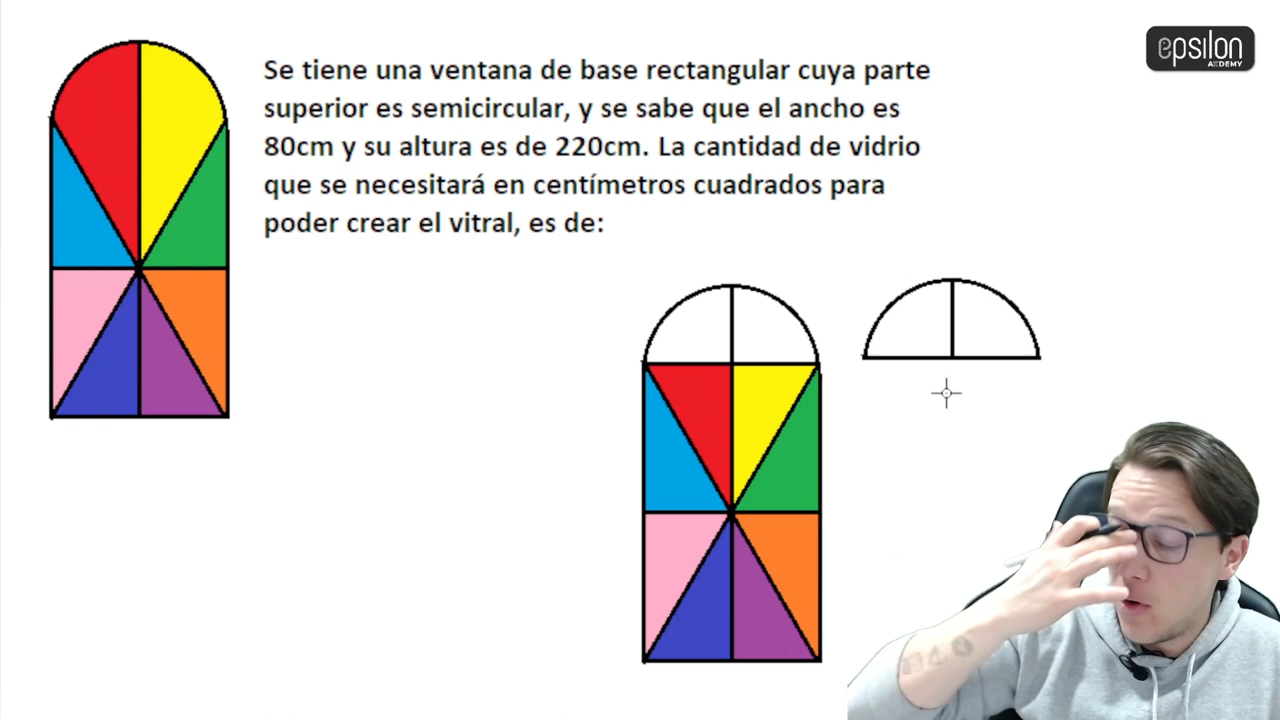 epsilon
ACADEMY
Se tiene una ventana de base rectangular cuya parte
superior es semicircular, y se sabe que el ancho es
80cm y su altura es de 220cm. La cantidad de vidrio
que se necesitará en centímetros cuadrados para
poder crear el vitral, es de: